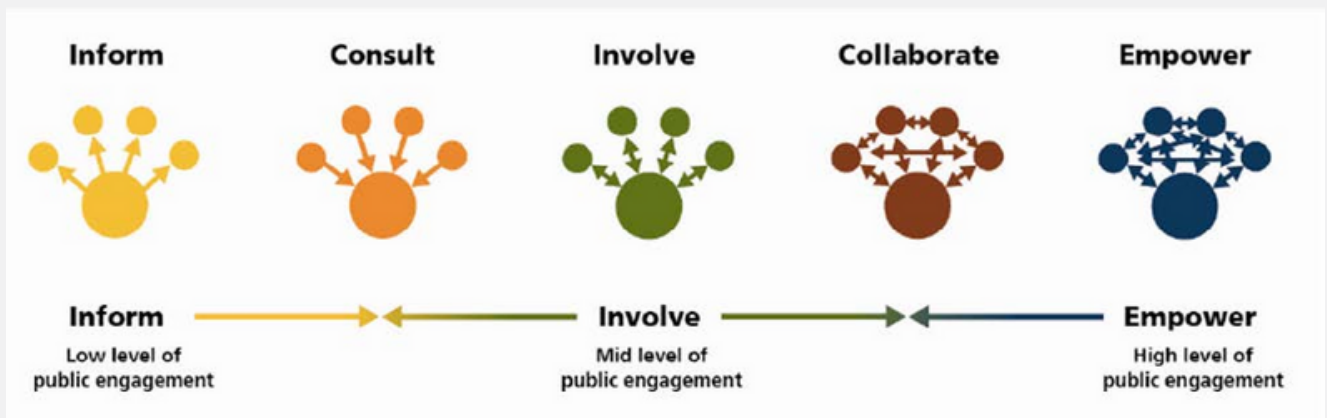 Inform
Consult
Involve
Collaborate
Empower
Inform
Involve
Empower
Low level of
public engagement
Mid level of
public engagement
High level of
public engagement